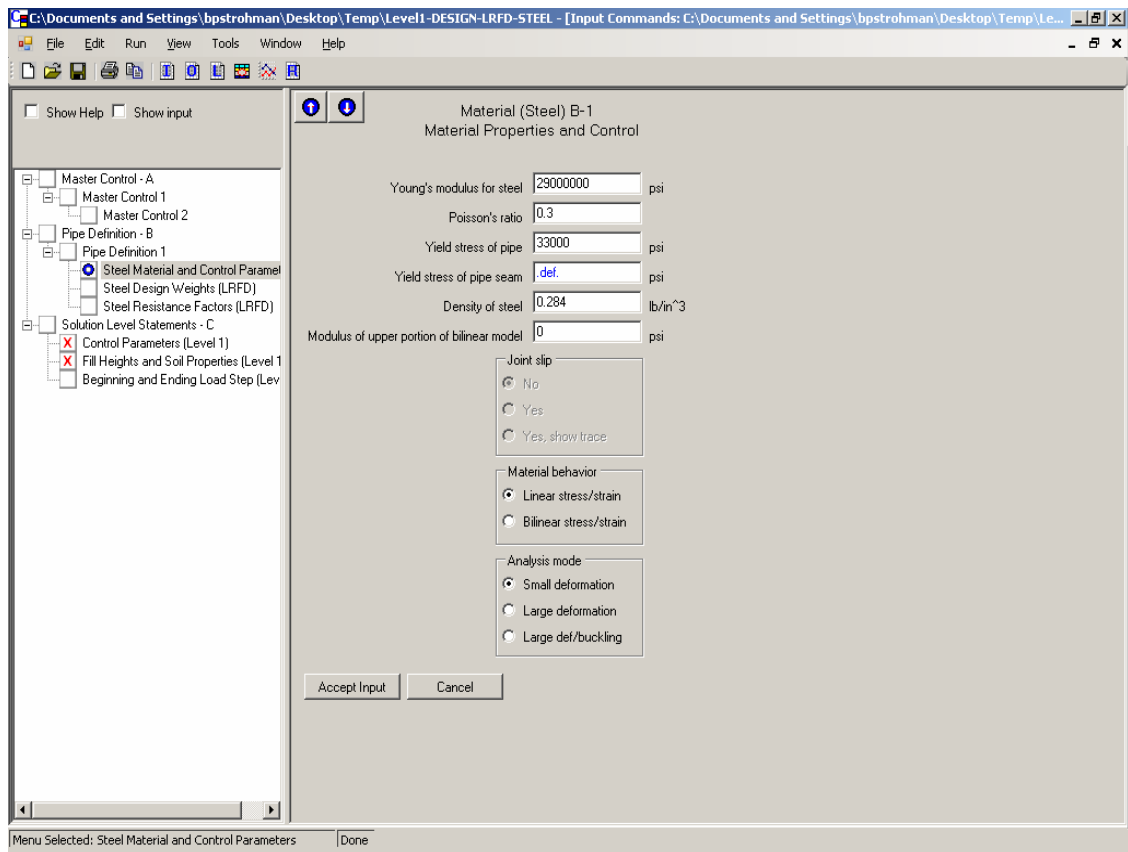 C:\Documents and Settings\bpstrohman\Desktop\Temp\Level1-DESIGN-LRFD-STEEL - [Input Commands: C:\Documents and Settings\bpstrohman\Desktop\Temp\Le...
File Edit Run View Tools Window Help
Show Help Show input
Master Control - A
Master Control 1
Master Control 2
Pipe Definition - B
Pipe Definition 1
Steel Material and Control Paramet
Steel Design Weights (LRFD)
Steel Resistance Factors (LRFD)
Solution Level Statements - C
X Control Parameters (Level 1)
X Fill Heights and Soil Properties (Level 1
Beginning and Ending Load Step (Lev
Material (Steel) B-1
Material Properties and Control
Young's modulus for steel 29000000 psi
Poisson's ratio 0.3
Yield stress of pipe 33000 psi
Yield stress of pipe seam .def. psi
Density of steel 0.284 lb/in^3
Modulus of upper portion of bilinear model 0 psi
Joint slip
No
Yes
Yes, show trace
Material behavior
Linear stress/strain
Bilinear stress/strain
Analysis mode
Small deformation
Large deformation
Large def/buckling
Accept Input Cancel
Menu Selected: Steel Material and Control Parameters Done